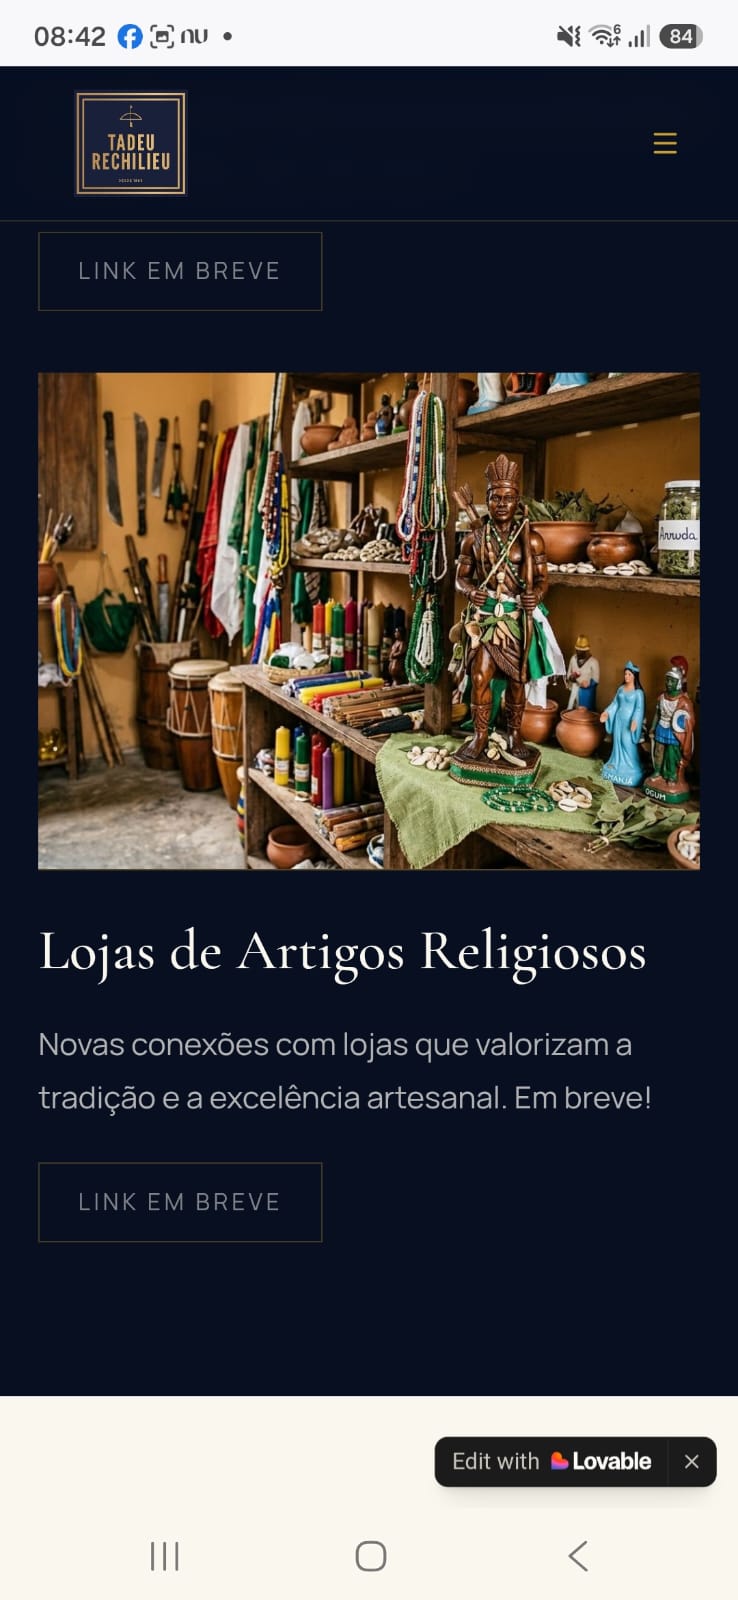 08:42
84
TADEU
RECHILIEU
LINK EM BREVE
Arruda
OGUM
Lojas de Artigos Religiosos
Novas conexões com lojas que valorizam a
tradição e a excelência artesanal. Em breve!
LINK EM BREVE
Edit with Lovable